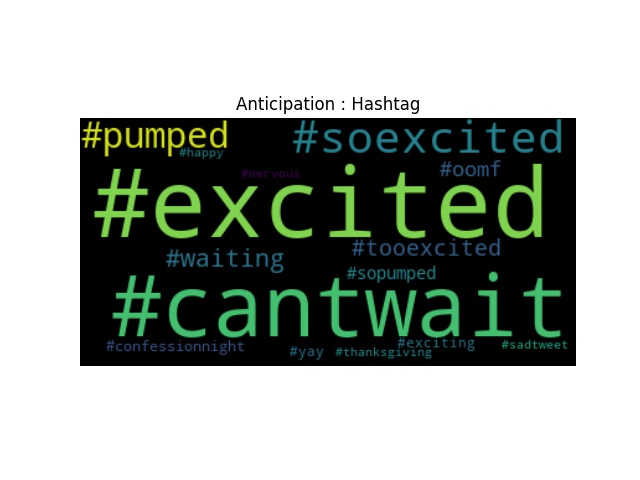 Anticipation : Hashtag
#pumped
#soexcited
#happy
#oomf
#nervous
#excited
#tooexcited
#waiting
#sopumped
#cantwait
#exciting
#sadtweet
#confessionnight
#yay
#thanksgiving